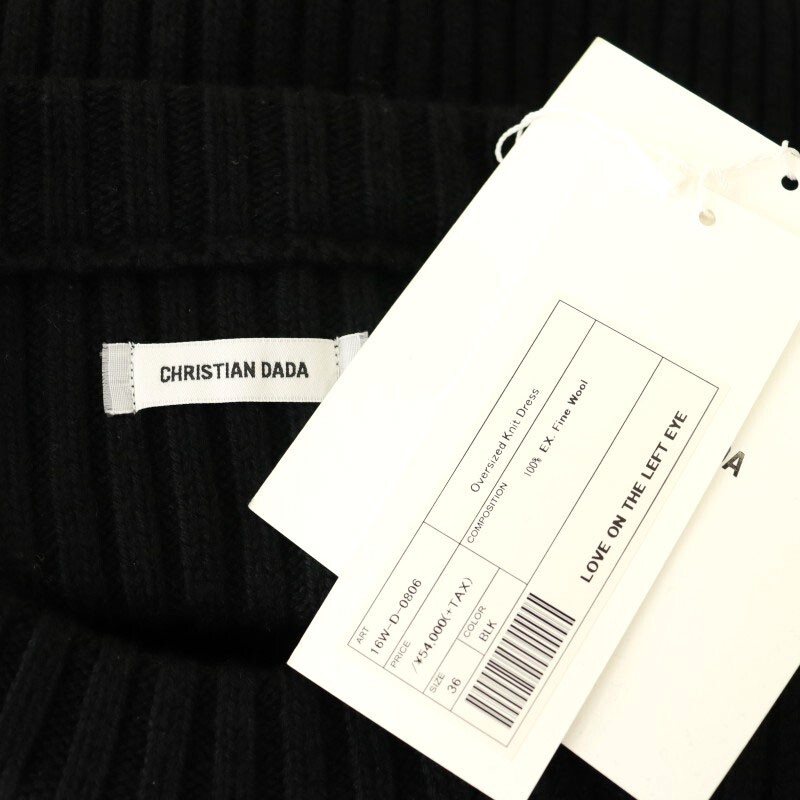 CHRISTIAN DADA
Oversized Knit Dress
COMPOSITION
100% EX. Fine Wool
LOVE ON THE LEFT EYE
ART
16W-D-0806
PRICE
/¥54,000(+TAX)
SIZE
36
COLOR
BLK
DA